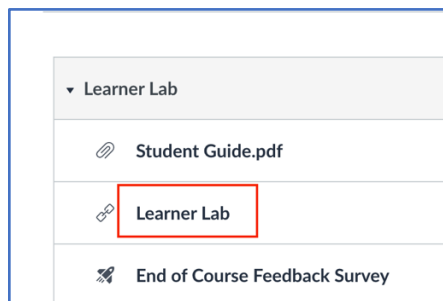 Learner Lab
Student Guide.pdf
Learner Lab
End of Course Feedback Survey